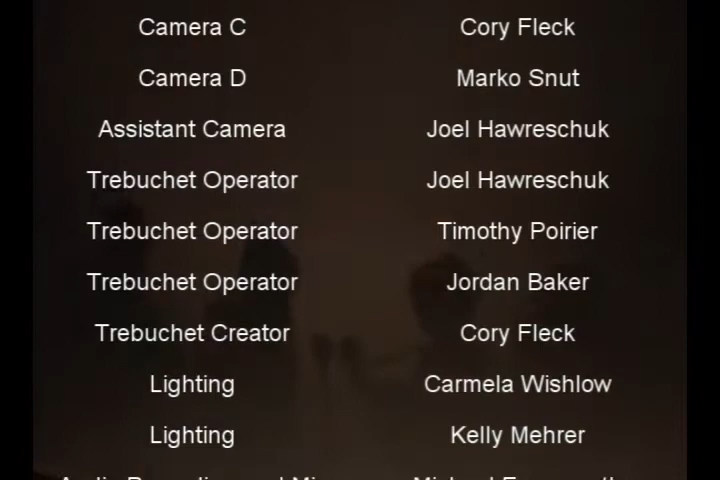 Camera C Cory Fleck
Camera D Marko Snut
Assistant Camera Joel Hawreschuk
Trebuchet Operator Joel Hawreschuk
Trebuchet Operator Timothy Poirier
Trebuchet Operator Jordan Baker
Trebuchet Creator Cory Fleck
Lighting Carmela Wishlow
Lighting Kelly Mehrer